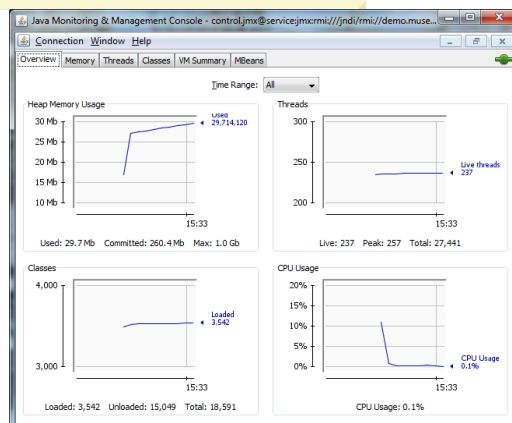 Java Monitoring & Management Console - control.jmx@service:jmx:rmi:///jndi/rmi://demo.muse...
Connection Window Help
Overview Memory Threads Classes VM Summary MBeans
Time Range: All
Heap Memory Usage
30 Mb
25 Mb
20 Mb
15 Mb
10 Mb
Used
29,714,120
15:33
Used: 29.7 Mb Committed: 260.4 Mb Max: 1.0 Gb
Threads
300
250
200
Live threads
237
15:33
Live: 237 Peak: 257 Total: 27,441
Classes
4,000
3,000
Loaded
3,542
15:33
Loaded: 3,542 Unloaded: 15,049 Total: 18,591
CPU Usage
20%
15%
10%
5%
0%
CPU Usage
0.1%
15:33
CPU Usage: 0.1%